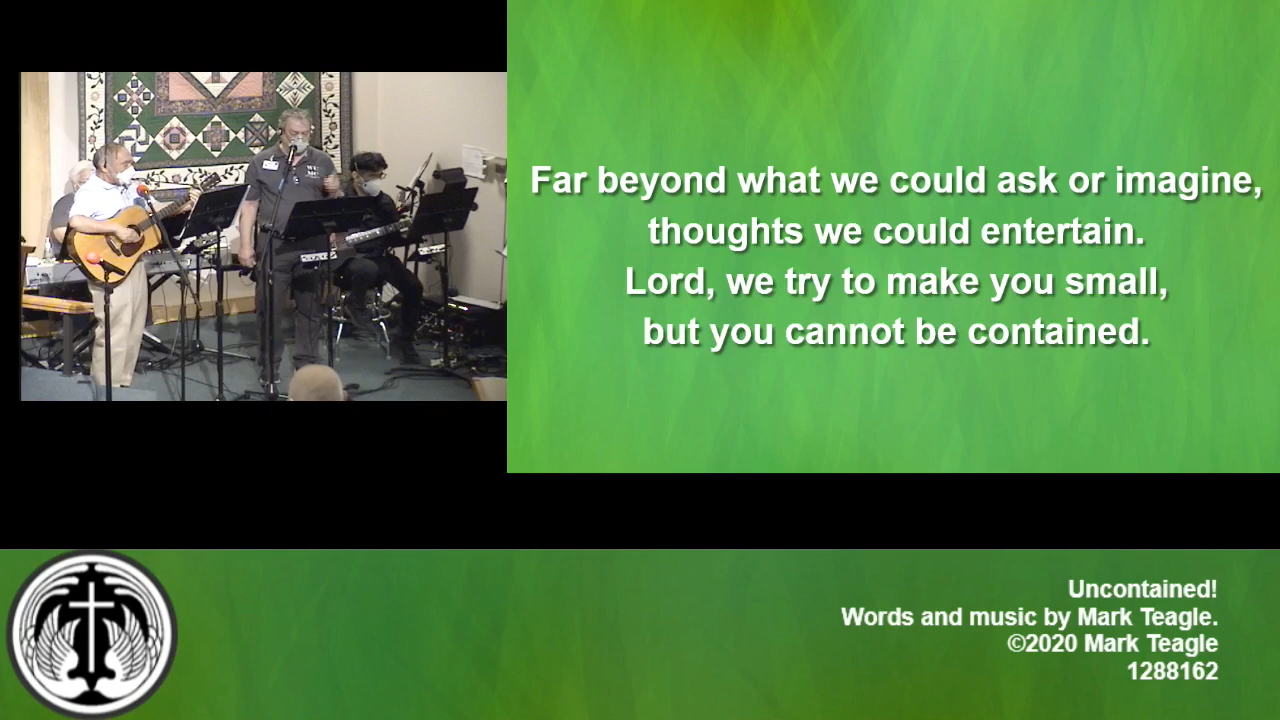 Far beyond what we could ask or imagine,
thoughts we could entertain.
Lord, we try to make you small,
but you cannot be contained.
Uncontained!
Words and music by Mark Teagle.
©2020 Mark Teagle
1288162